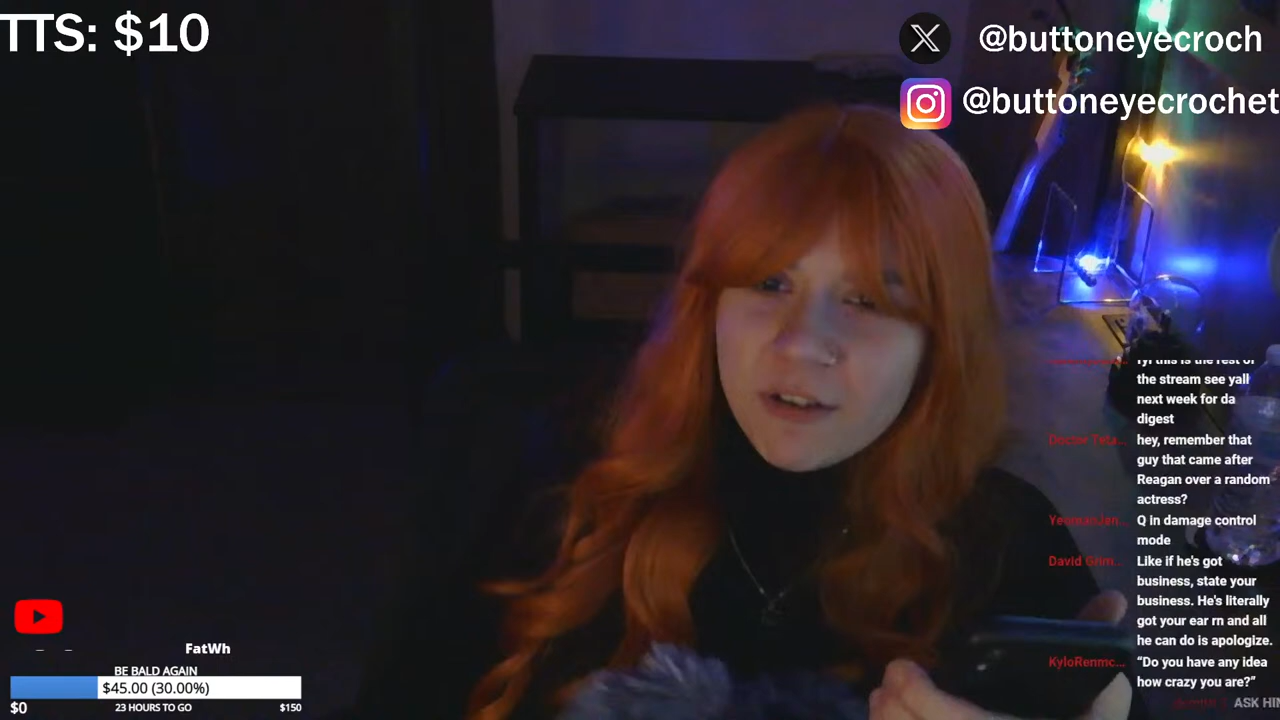 TTS: $10
@buttoneyecroch
@buttoneyecrochet
the stream see yall
next week for da
digest
hey, remember that
guy that came after
Reagan over a random
actress?
Q in damage control
mode
David Grim... Like if he's got
business, state your
business. He's literally
got your ear rn and all
he can do is apologize.
KyloRenmc... “Do you have any idea
how crazy you are?”
ASK HI
FatWh
BE BALD AGAIN
$45.00 (30.00%)
$0 23 HOURS TO GO $150